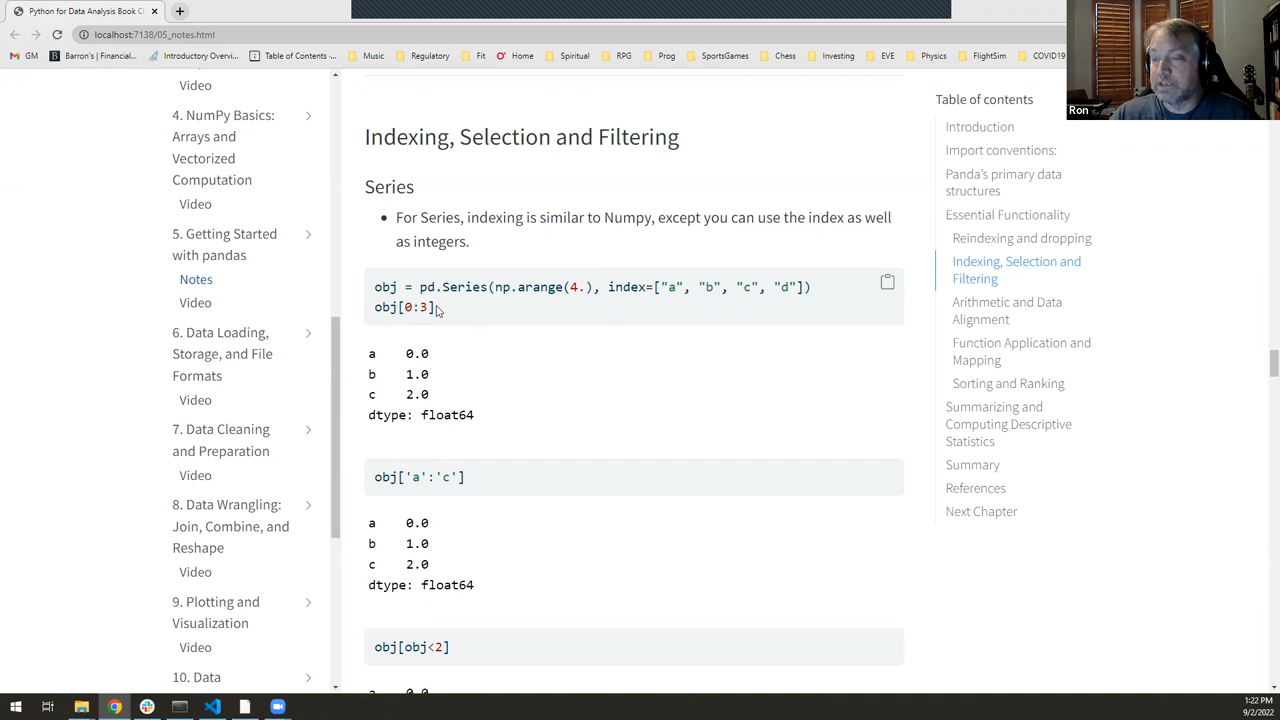 Python for Data Analysis Book Cl
localhost:7138/05_notes.html
GM
Barron's | Financial...
Introductory
Table of Conte...
Music
Fit
Home
Spiritual
RPG
Proj
SportsGames
Chess
EVE
Physics
FlightSim
COVID19
Ron
Video
4. NumPy Basics:
Arrays and
Vectorized
Computation
Video
5. Getting Started
with pandas
Notes
Video
6. Data Loading,
Storage, and File
Formats
Video
7. Data Cleaning
and Preparation
Video
8. Data Wrangling:
Join, Combine, and
Reshape
Video
9. Plotting and
Visualization
Video
10. Data
Indexing, Selection and Filtering
Series
• For Series, indexing is similar to Numpy, except you can use the index as well
as integers.
obj = pd.Series(np.arange(4.), index=["a", "b", "c", "d"])
obj[0:3]
a 0.0
b 1.0
c 2.0
dtype: float64
obj['a':'c']
a 0.0
b 1.0
c 2.0
dtype: float64
obj[obj<2]
Table of contents
Introduction
Import conventions:
Panda's primary data
structures
Essential Functionality
Reindexing and dropping
Indexing, Selection and
Filtering
Arithmetic and Data
Alignment
Function Application and
Mapping
Sorting and Ranking
Summarizing and
Computing Descriptive
Statistics
Summary
References
Next Chapter
1:22 PM
9/2/2022